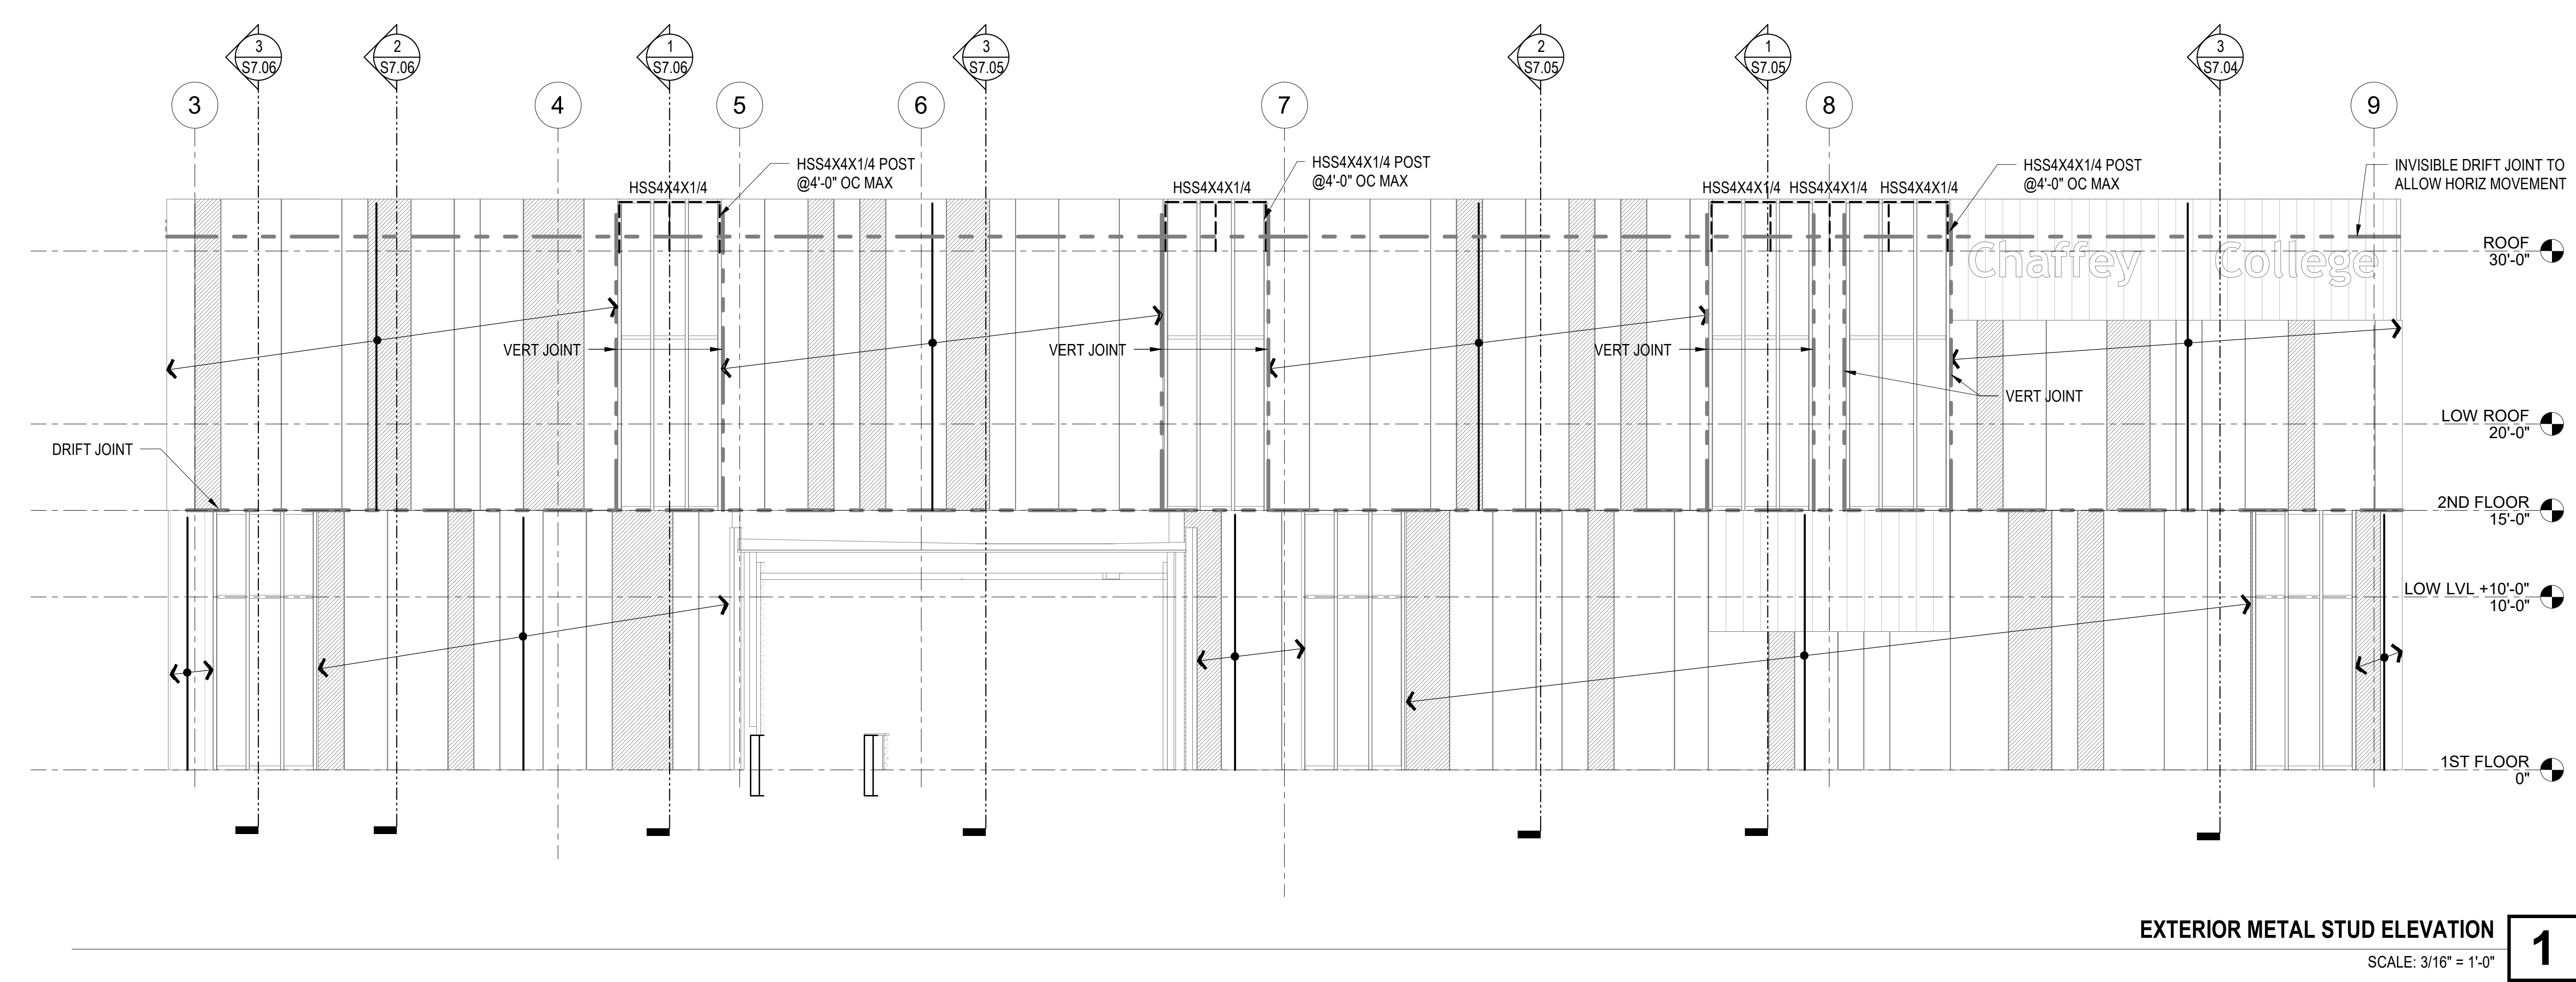 3
S7.06
2
S7.06
1
S7.06
3
S7.05
2
S7.05
1
S7.05
3
S7.04
3
4
5
6
7
8
9
HSS4X4X1/4 POST
@4'-0" OC MAX
HSS4X4X1/4 POST
@4'-0" OC MAX
HSS4X4X1/4 POST
@4'-0" OC MAX
INVISIBLE DRIFT JOINT TO
ALLOW HORIZ MOVEMENT
HSS4X4X1/4
HSS4X4X1/4
HSS4X4X1/4
HSS4X4X1/4
HSS4X4X1/4
ROOF
30'-0"
Chaffey College
VERT JOINT
VERT JOINT
VERT JOINT
VERT JOINT
LOW ROOF
20'-0"
DRIFT JOINT
2ND FLOOR
15'-0"
LOW LVL +10'-0"
10'-0"
1ST FLOOR
0"
EXTERIOR METAL STUD ELEVATION
SCALE: 3/16" = 1'-0"
1